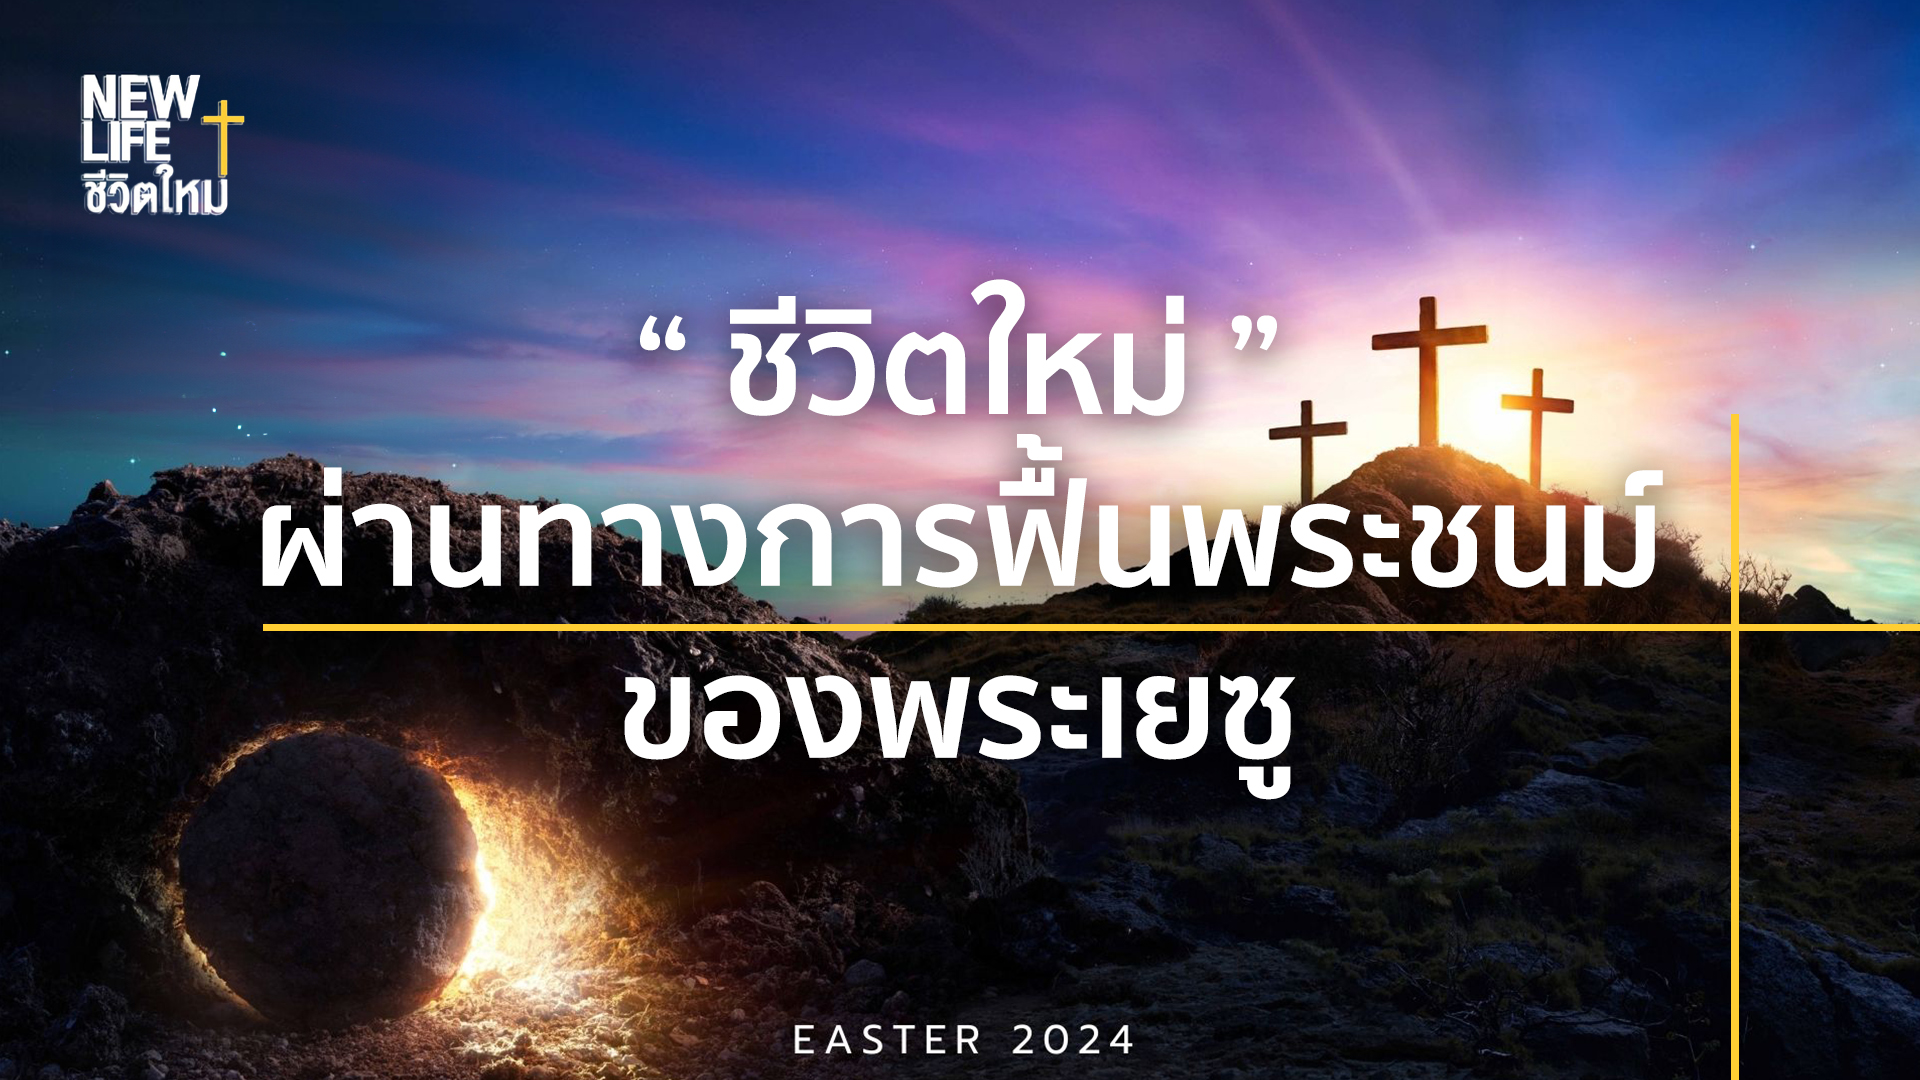 NEW
LIFE
ชีวิตใหม่
“ ชีวิตใหม่ ”
ผ่านทางการฟื้นพระชนม์
ของพระเยซู
EASTER 2024